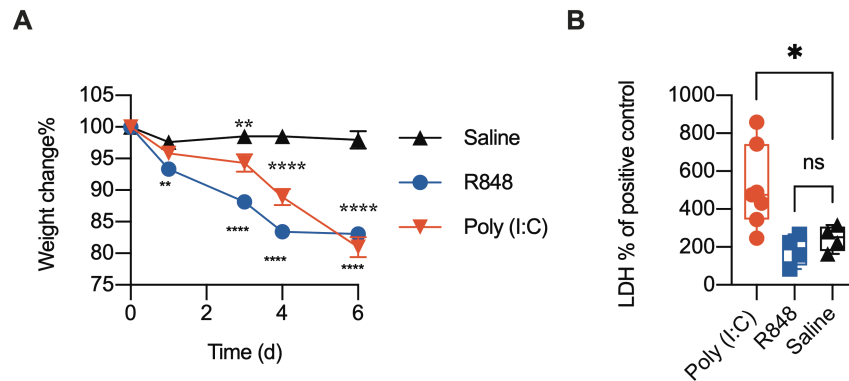 A
Weight change%
105
100
95
90
85
80
75
**
****
****
**
****
****
****
0
2
4
6
Time (d)
Saline
R848
Poly (I:C)
B
LDH % of positive control
1000
800
600
400
200
0
*
ns
Poly (I:C)
R848
Saline